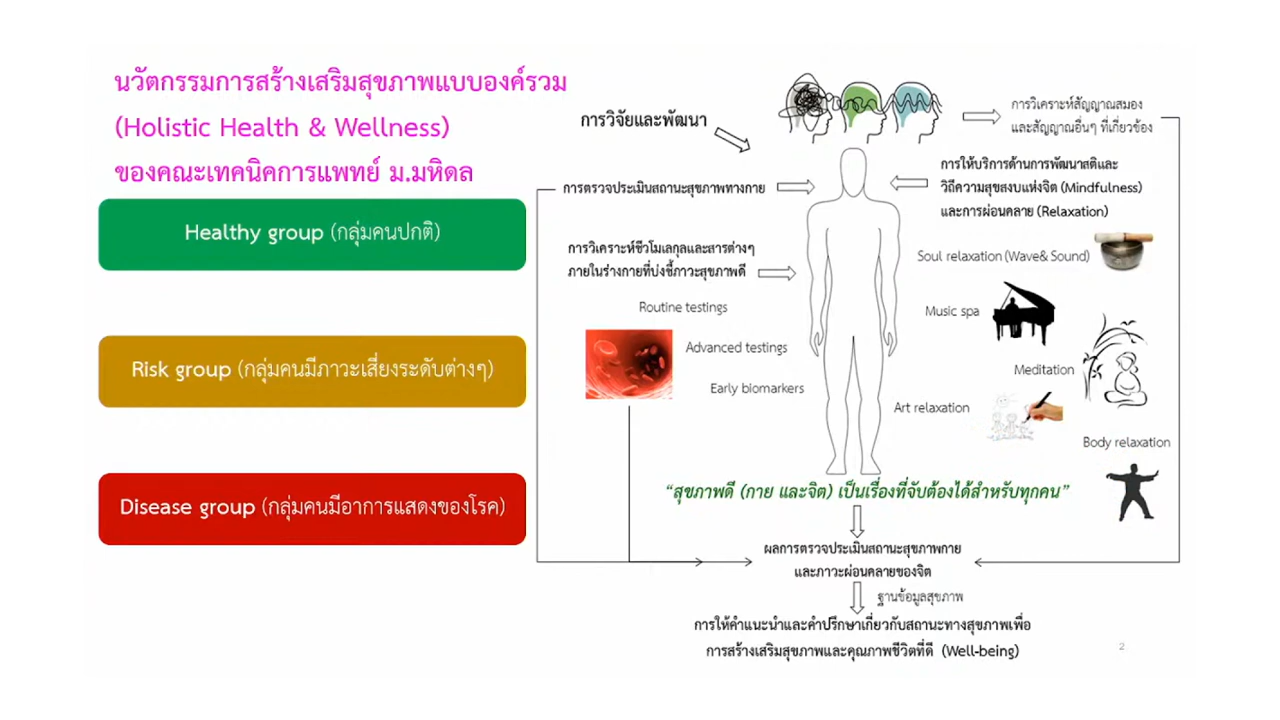 นวัตกรรมการสร้างเสริมสุขภาพแบบองค์รวม
(Holistic Health & Wellness)
ของคณะเทคนิคการแพทย์ ม.มหิดล
Healthy group (กลุ่มคนปกติ)
Risk group (กลุ่มคนมีภาวะเสี่ยงระดับต่างๆ)
Disease group (กลุ่มคนมีอาการแสดงของโรค)
การวิจัยและพัฒนา
การวิเคราะห์สัญญาณสมอง
และสัญญาณอื่นๆ ที่เกี่ยวข้อง
การตรวจประเมินสถานะสุขภาพทางกาย
การให้บริการด้านการพัฒนาสติและ
วิถีความสุขสงบแห่งจิต (Mindfulness)
และการผ่อนคลาย (Relaxation)
การวิเคราะห์ชีวโมเลกุลและสารต่างๆ
ภายในร่างกายที่บ่งชี้ภาวะสุขภาพดี
Routine testings
Advanced testings
Early biomarkers
Soul relaxation (Wave& Sound)
Music spa
Meditation
Art relaxation
Body relaxation
“สุขภาพดี (กาย และจิต) เป็นเรื่องที่จับต้องได้สำหรับทุกคน”
ผลการตรวจประเมินสถานะสุขภาพกาย
และภาวะผ่อนคลายของจิต
ฐานข้อมูลสุขภาพ
การให้คำแนะนำและคำปรึกษาเกี่ยวกับสถานะทางสุขภาพเพื่อ
การสร้างเสริมสุขภาพและคุณภาพชีวิตที่ดี (Well-being)
2